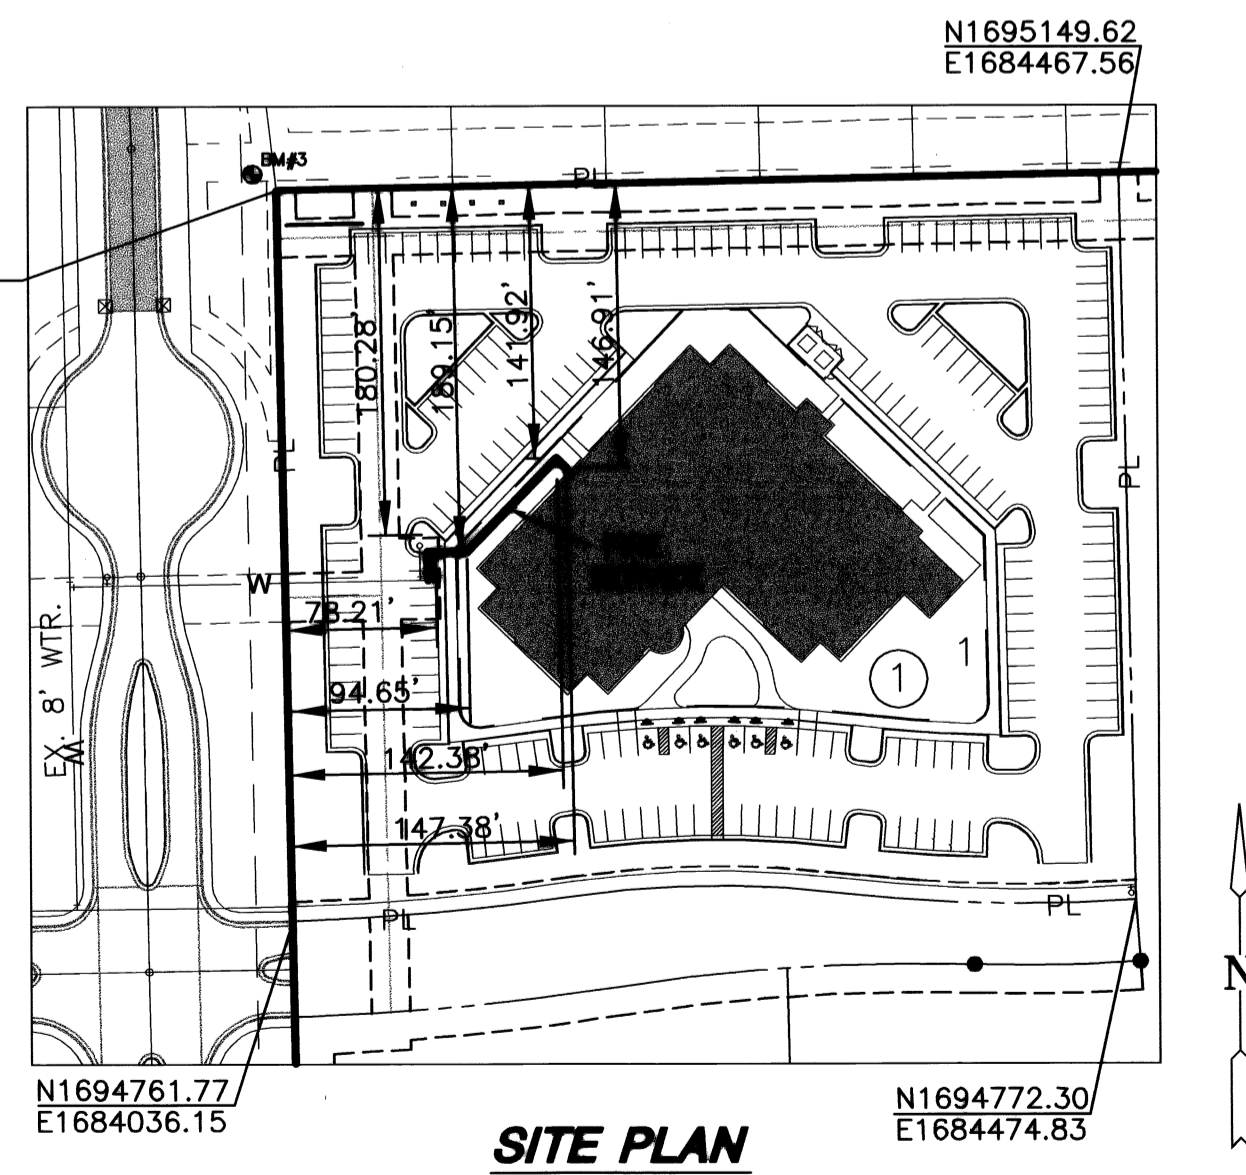 N1695149.62
E1684467.56
BM#3
PL
180.28'
189.15'
141.92'
146.91'
PL
PL
W
78.21'
EX. 8' WTR.
W
94.65'
1
1
142.38'
147.38'
PL
PL
N
N1694761.77
E1684036.15
N1694772.30
E1684474.83
SITE PLAN